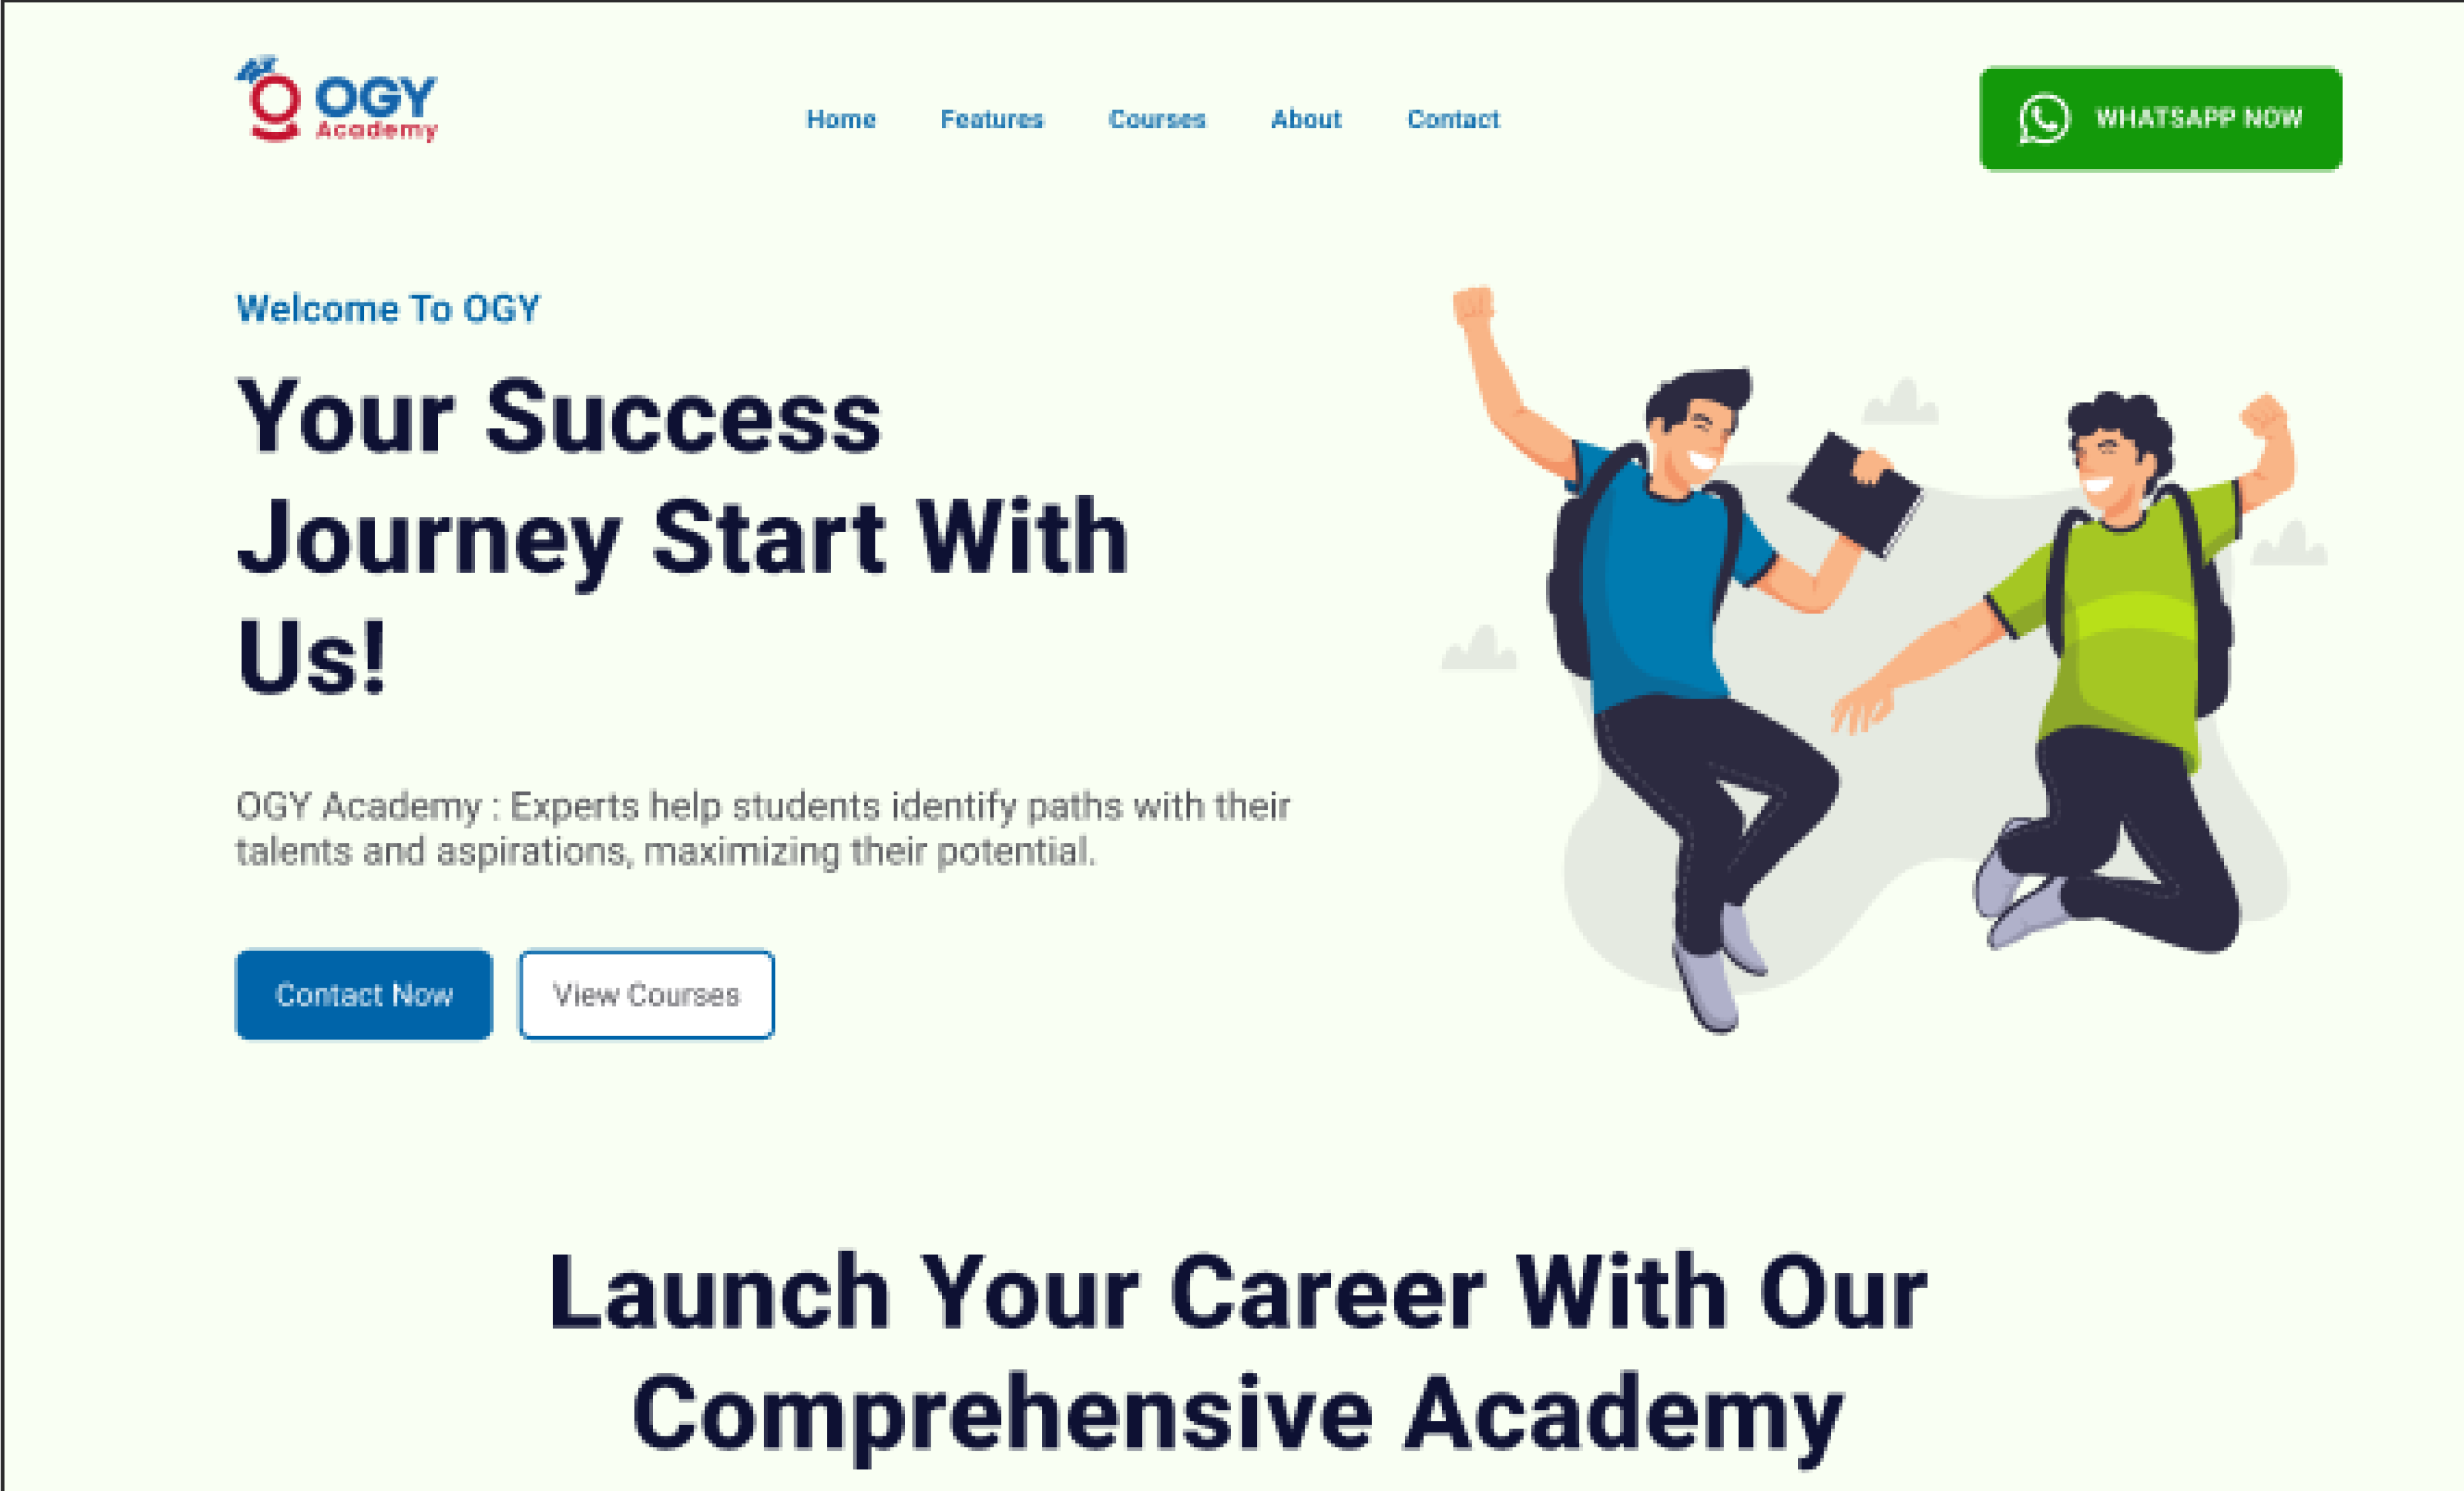 OGY
Academy
Home Features Courses About Contact
WHATSAPP NOW
Welcome To OGY
Your Success
Journey Start With
Us!
OGY Academy : Experts help students identify paths with their
talents and aspirations, maximizing their potential.
Contact Now
View Courses
Launch Your Career With Our
Comprehensive Academy